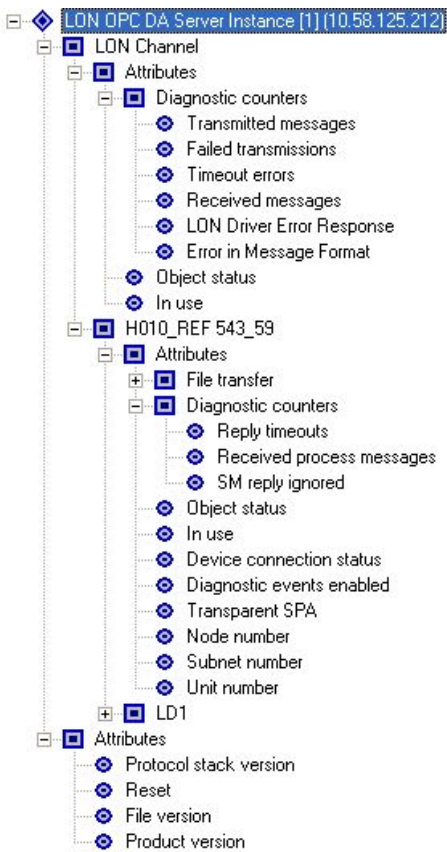 LON OPC DA Server Instance [1] (10.58.125.212)
LON Channel
Attributes
Diagnostic counters
Transmitted messages
Failed transmissions
Timeout errors
Received messages
LON Driver Error Response
Error in Message Format
Object status
In use
H010_REF 543_59
Attributes
File transfer
Diagnostic counters
Reply timeouts
Received process messages
SM reply ignored
Object status
In use
Device connection status
Diagnostic events enabled
Transparent SPA
Node number
Subnet number
Unit number
LD1
Attributes
Protocol stack version
Reset
File version
Product version